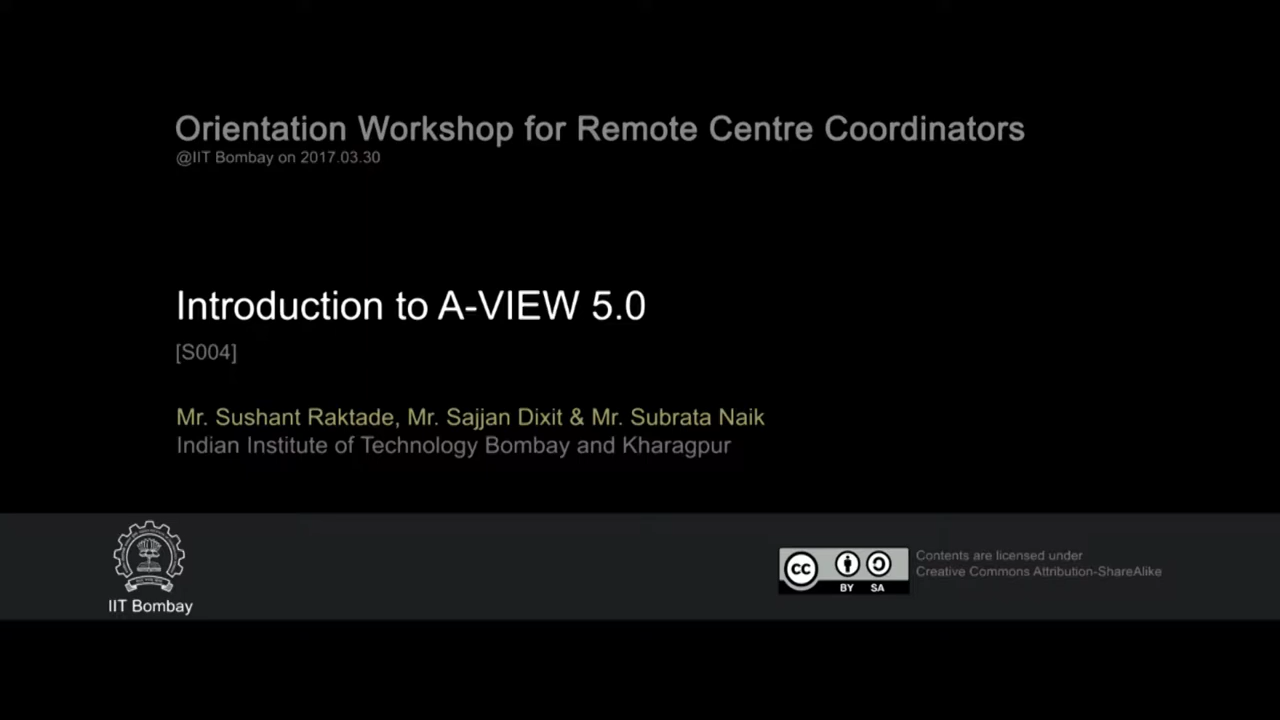 Orientation Workshop for Remote Centre Coordinators
@IIT Bombay on 2017.03.30
Introduction to A-VIEW 5.0
[S004]
Mr. Sushant Raktade, Mr. Sajjan Dixit & Mr. Subrata Naik
Indian Institute of Technology Bombay and Kharagpur
IIT Bombay
cc
BY SA
Contents are licensed under
Creative Commons Attribution-ShareAlike